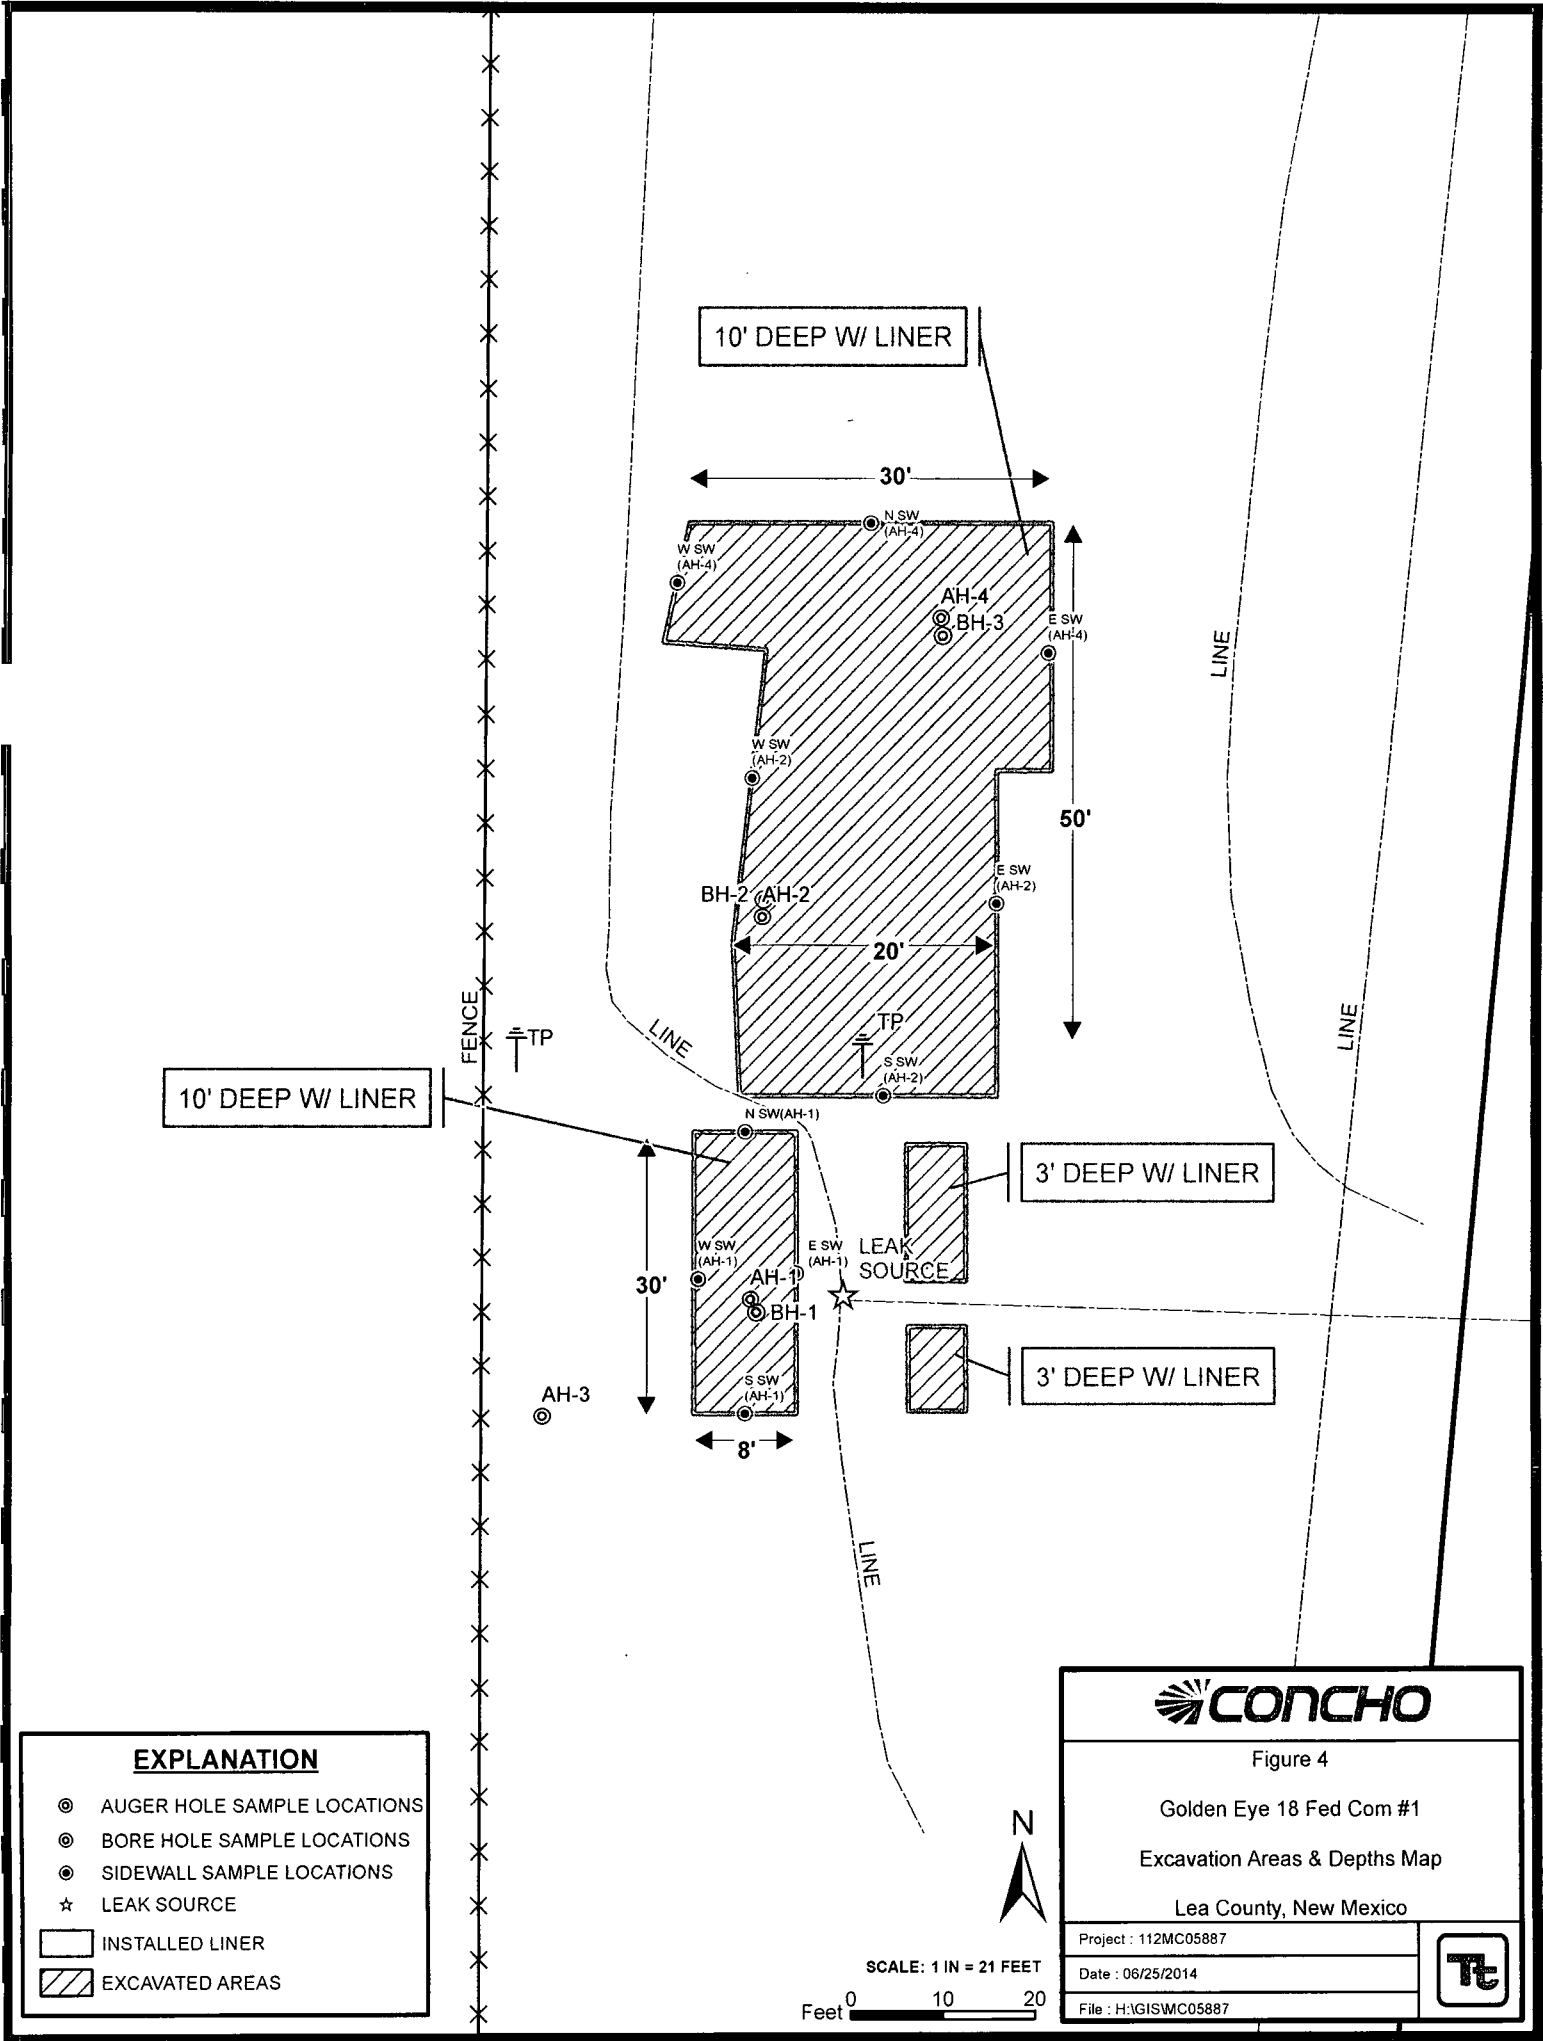 10' DEEP W/ LINER
30'
N SW
(AH-4)
W SW
(AH-4)
AH-4
BH-3
E SW
(AH-4)
LINE
W SW
(AH-2)
50'
E SW
(AH-2)
BH-2
AH-2
20'
FENCE
TP
LINE
TP
LINE
S SW
(AH-2)
10' DEEP W/ LINER
N SW(AH-1)
3' DEEP W/ LINER
W SW
(AH-1)
E SW
(AH-1)
LEAK
SOURCE
30'
AH-1
BH-1
3' DEEP W/ LINER
S SW
(AH-1)
AH-3
8'
LINE
EXPLANATION
AUGER HOLE SAMPLE LOCATIONS
BORE HOLE SAMPLE LOCATIONS
SIDEWALL SAMPLE LOCATIONS
LEAK SOURCE
INSTALLED LINER
EXCAVATED AREAS
N
SCALE: 1 IN = 21 FEET
Feet
0 10 20
CONCHO
Figure 4
Golden Eye 18 Fed Com #1
Excavation Areas & Depths Map
Lea County, New Mexico
Project : 112MC05887
Date : 06/25/2014
File : H:\GIS\MC05887
Tt